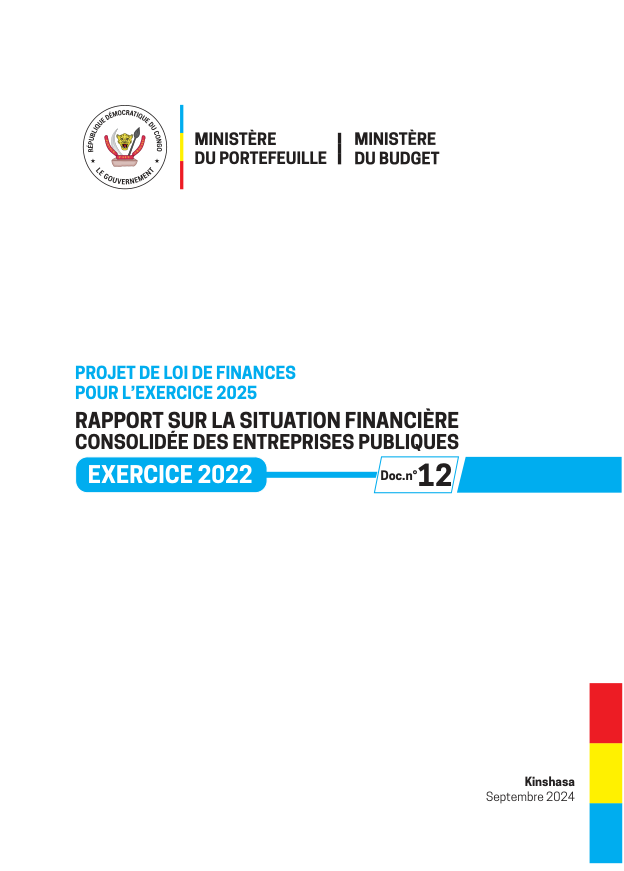 RÉPUBLIQUE DÉMOCRATIQUE DU CONGO
LE GOUVERNEMENT
MINISTÈRE
DU PORTEFEUILLE
MINISTÈRE
DU BUDGET
PROJET DE LOI DE FINANCES
POUR L'EXERCICE 2025
RAPPORT SUR LA SITUATION FINANCIÈRE
CONSOLIDÉE DES ENTREPRISES PUBLIQUES
EXERCICE 2022
Doc.n°12
Kinshasa
Septembre 2024